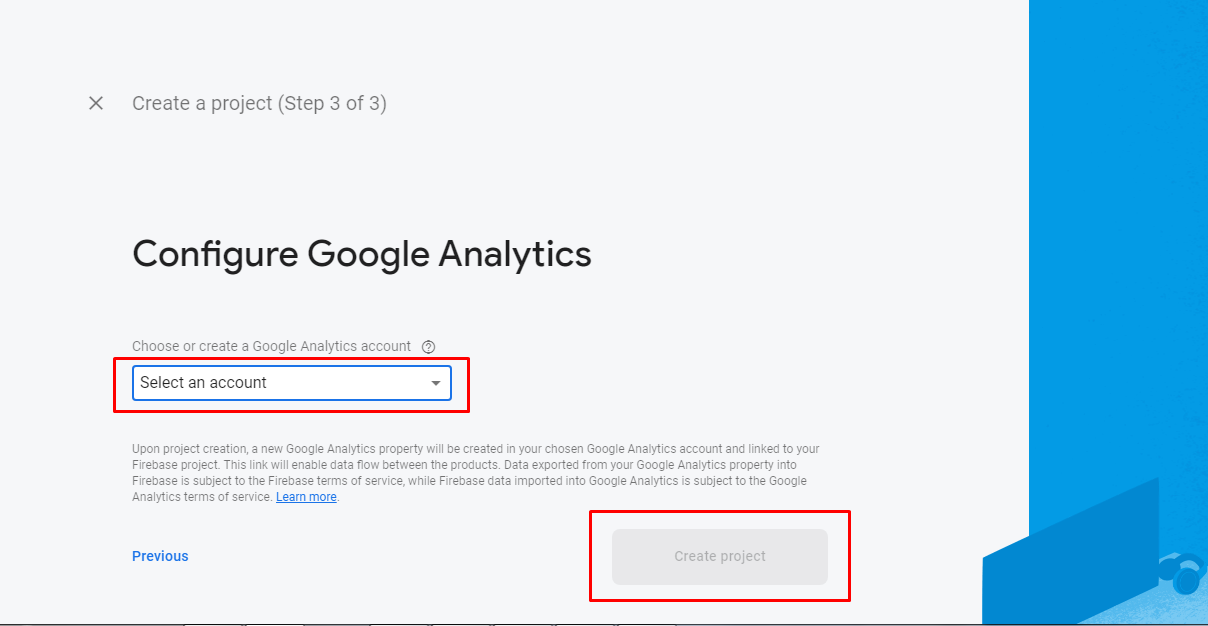 Create a project (Step 3 of 3)
Configure Google Analytics
Choose or create a Google Analytics account
Select an account
Upon project creation, a new Google Analytics property will be created in your chosen Google Analytics account and linked to your
Firebase project. This link will enable data flow between the products. Data exported from your Google Analytics property into
Firebase is subject to the Firebase terms of service, while Firebase data imported into Google Analytics is subject to the Google
Analytics terms of service. Learn more.
Previous
Create project